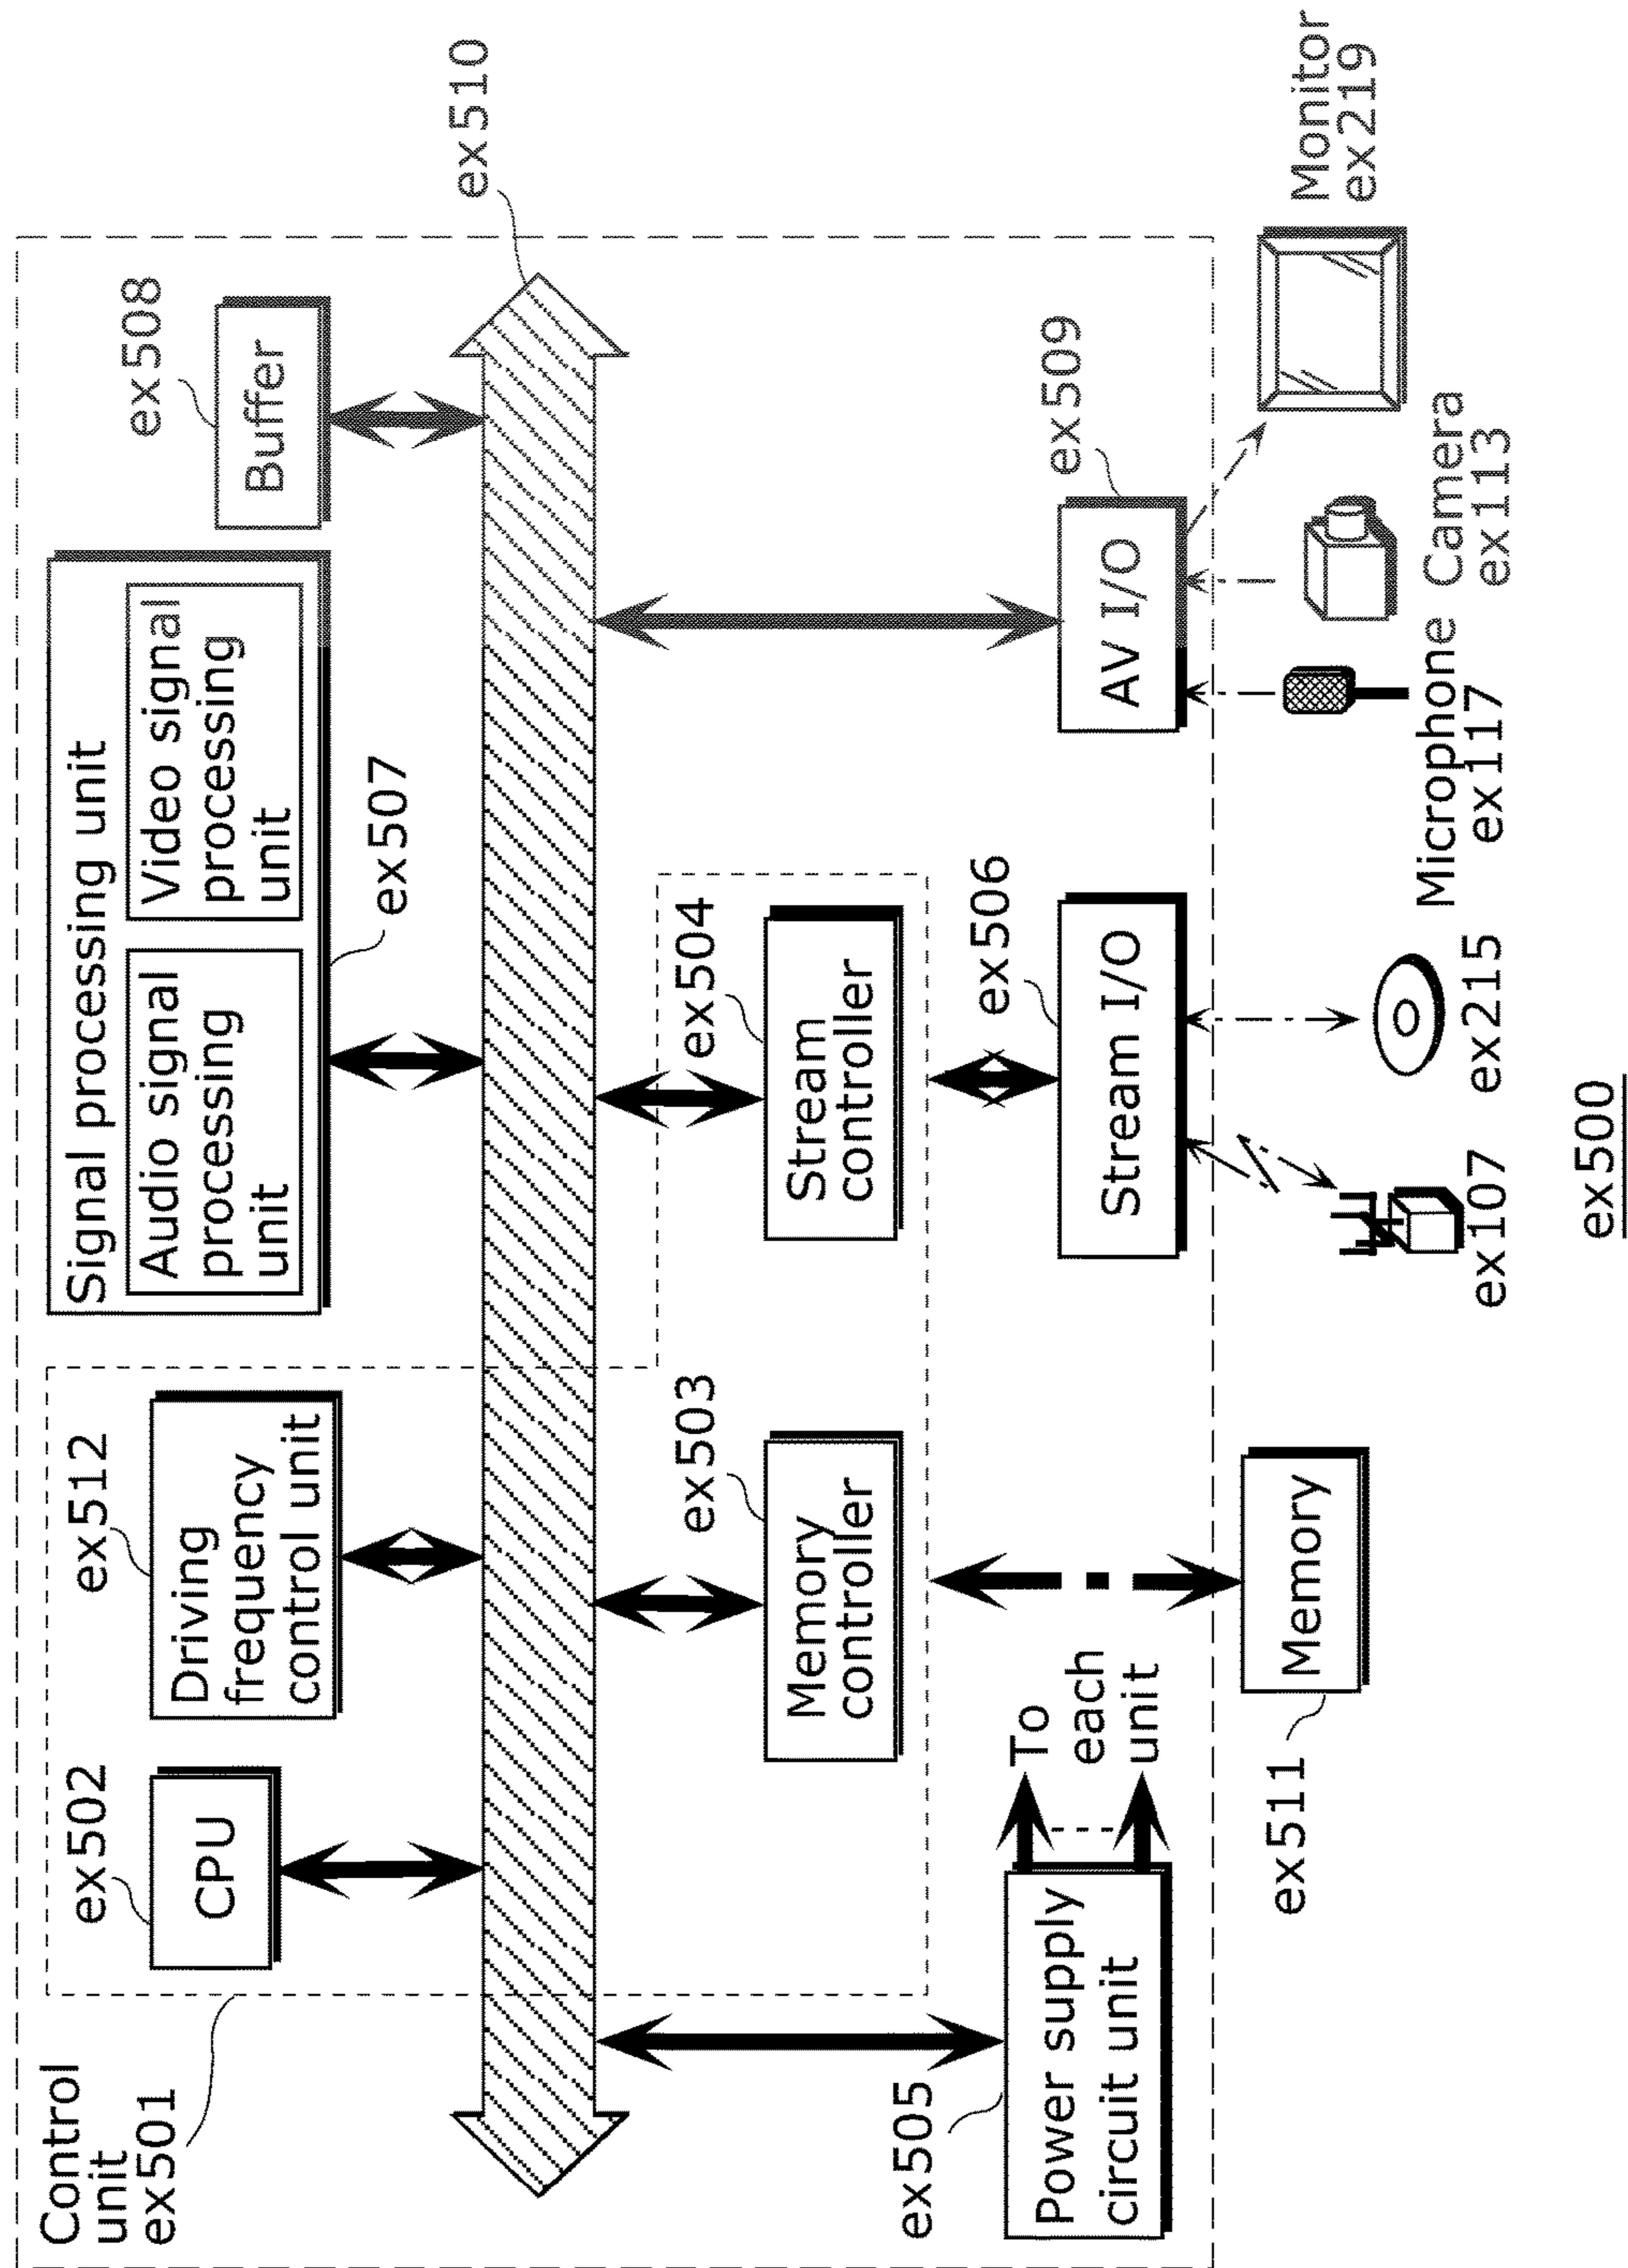 Control
unit
ex501
ex502
CPU
ex512
Driving
frequency
control unit
Signal processing unit
Audio signal
processing
unit
Video signal
processing
unit
ex507
ex508
Buffer
ex510
ex503
Memory
controller
ex504
Stream
controller
ex505
Power supply
circuit unit
To
each
unit
ex506
Stream I/O
ex509
AV I/O
ex511
Memory
ex107
ex215
Microphone
ex117
Camera
ex113
Monitor
ex219
ex500